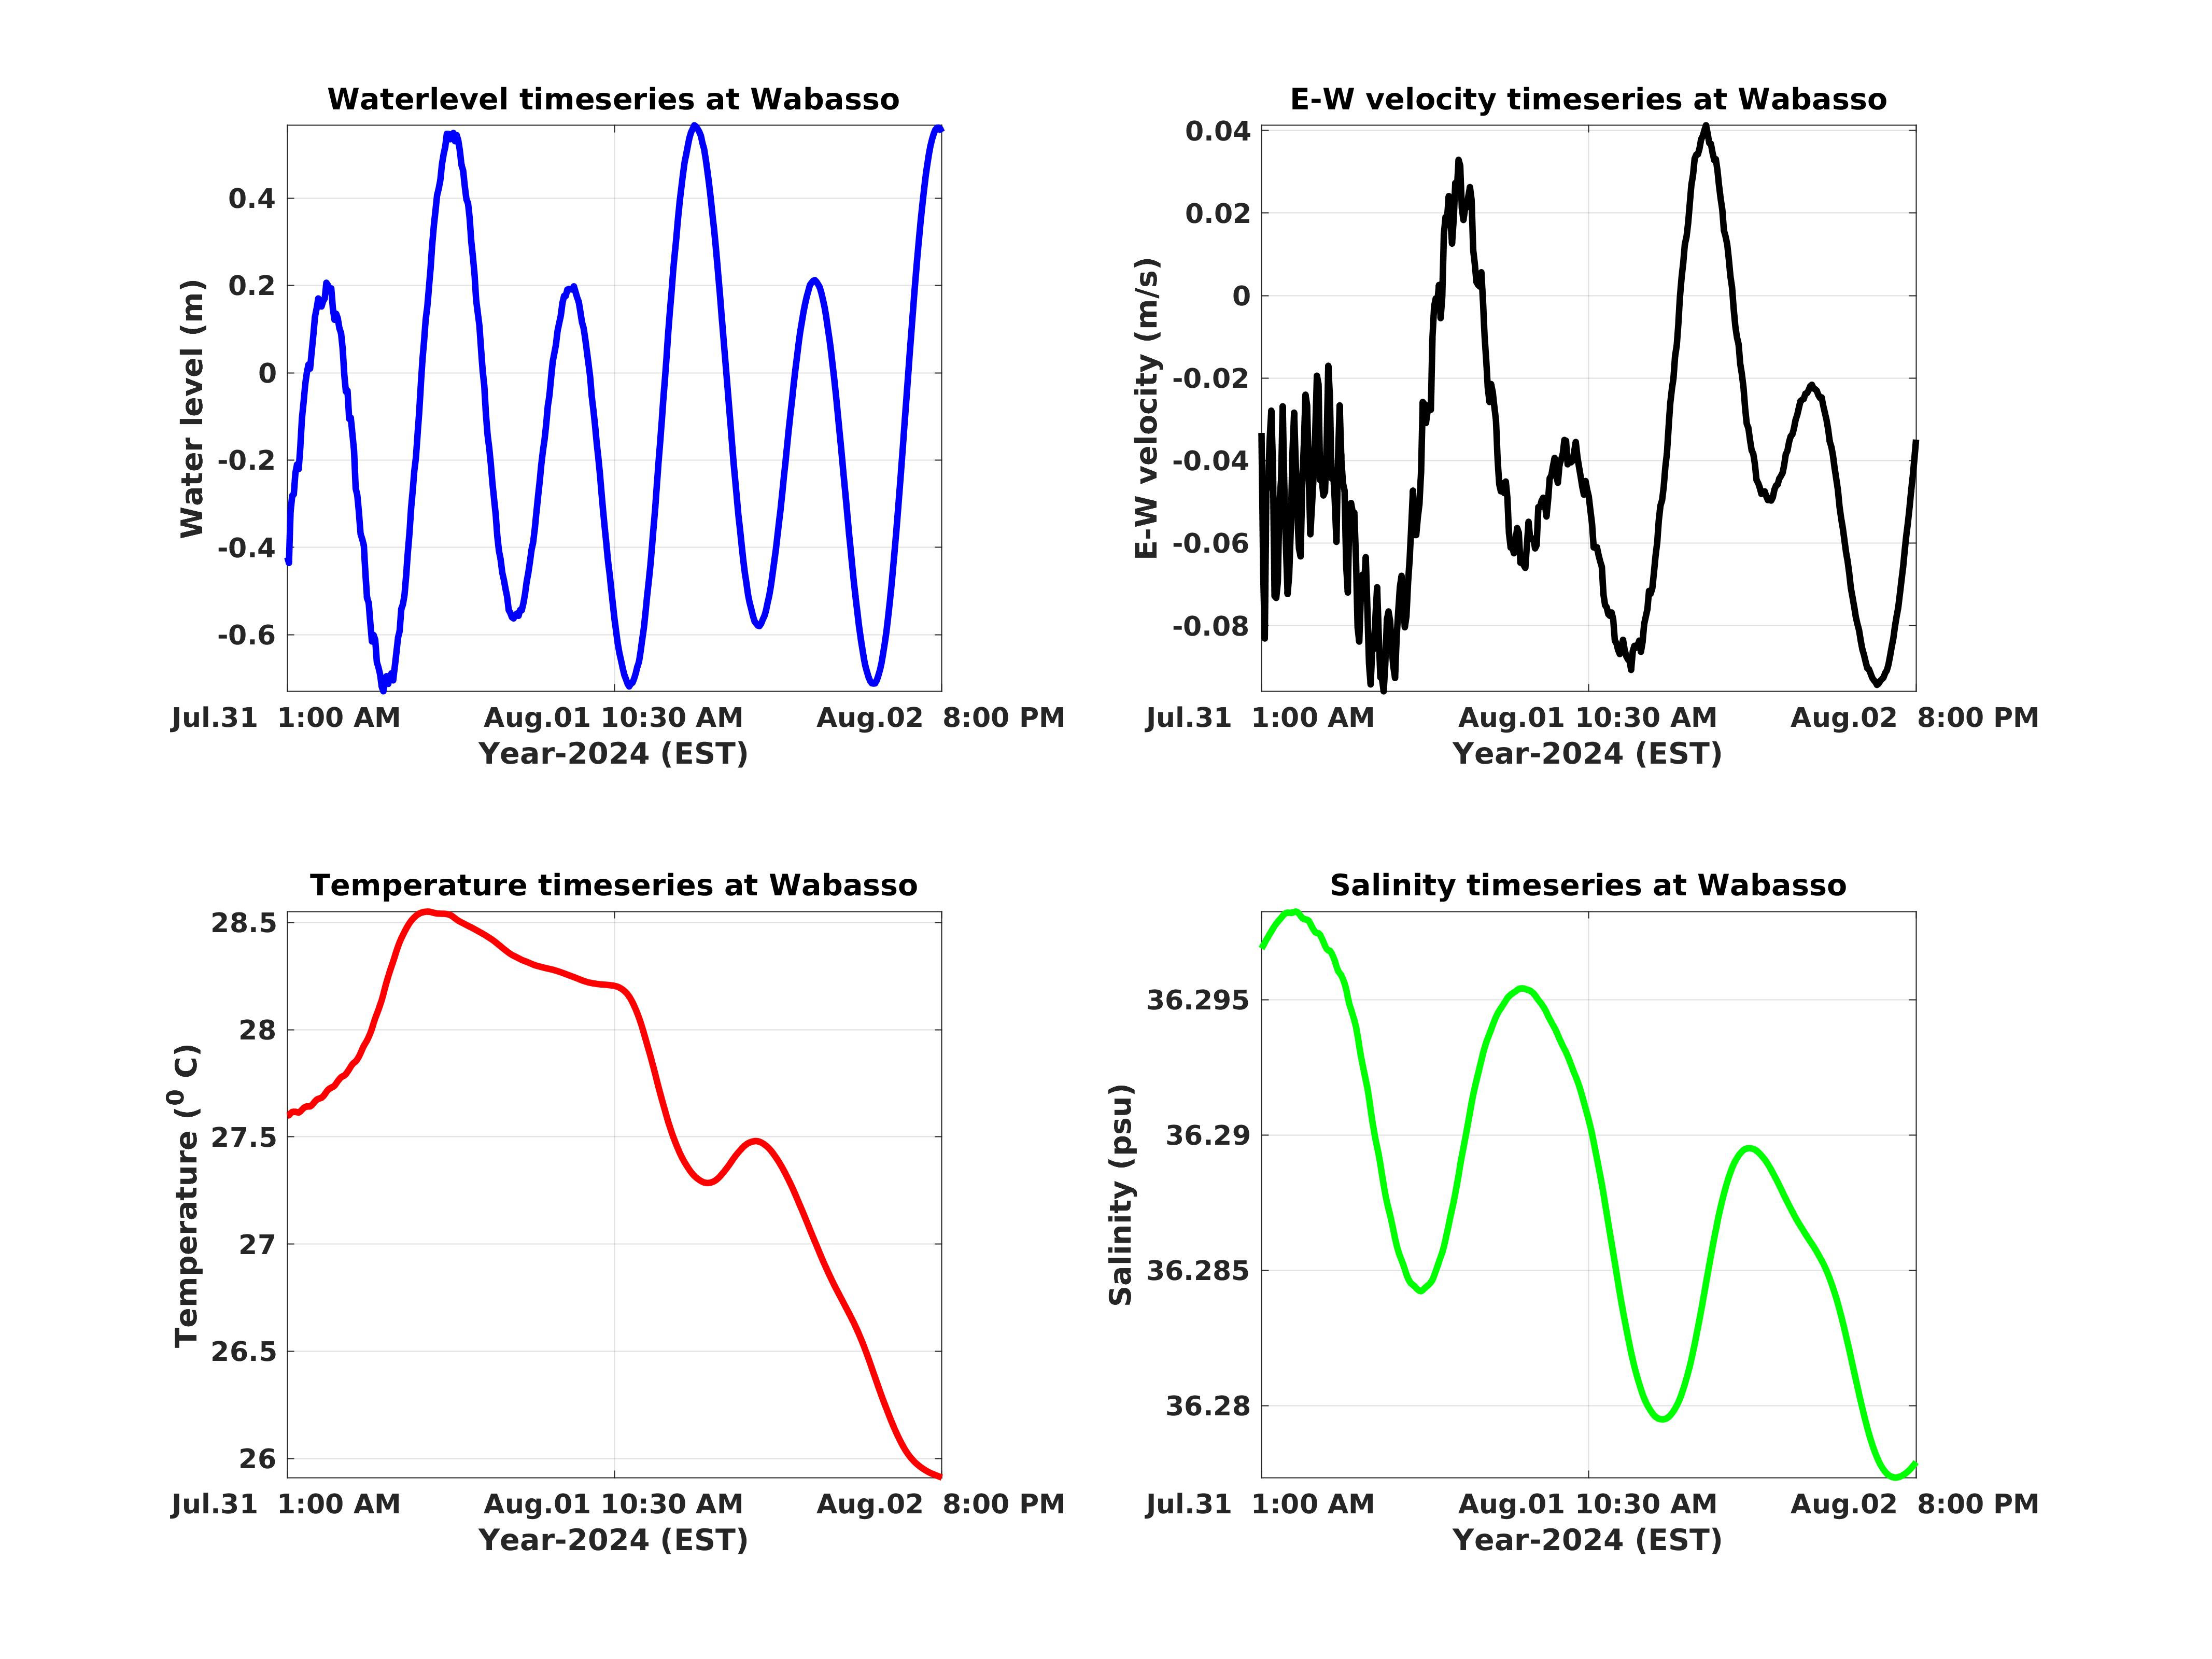 Waterlevel timeseries at Wabasso
0.4
0.2
0
-0.2
-0.4
-0.6
Water level (m)
Jul.31 1:00 AM Aug.01 10:30 AM Aug.02 8:00 PM
Year-2024 (EST)
E-W velocity timeseries at Wabasso
0.04
0.02
0
-0.02
-0.04
-0.06
-0.08
E-W velocity (m/s)
Jul.31 1:00 AM Aug.01 10:30 AM Aug.02 8:00 PM
Year-2024 (EST)
Temperature timeseries at Wabasso
28.5
28
27.5
27
26.5
26
Temperature (⁰ C)
Jul.31 1:00 AM Aug.01 10:30 AM Aug.02 8:00 PM
Year-2024 (EST)
Salinity timeseries at Wabasso
36.295
36.29
36.285
36.28
Salinity (psu)
Jul.31 1:00 AM Aug.01 10:30 AM Aug.02 8:00 PM
Year-2024 (EST)